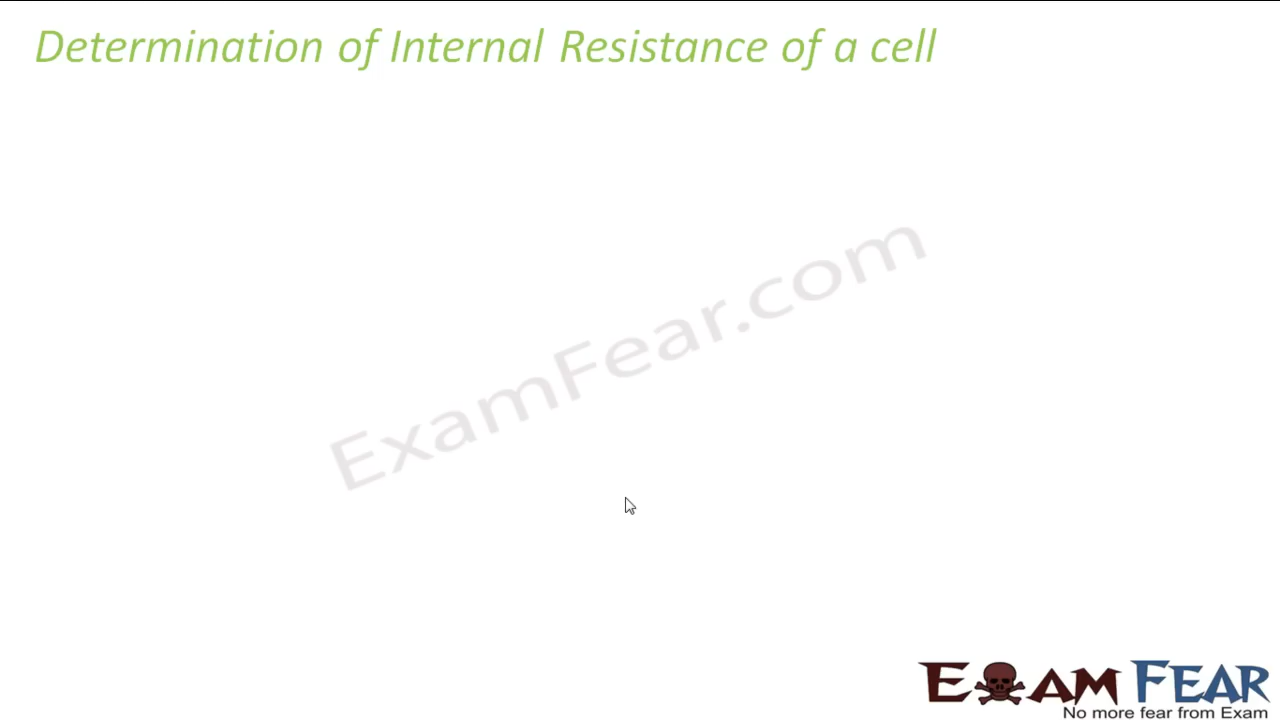 Determination of Internal Resistance of a cell
ExamFear.com
EXAM FEAR
No more fear from Exam